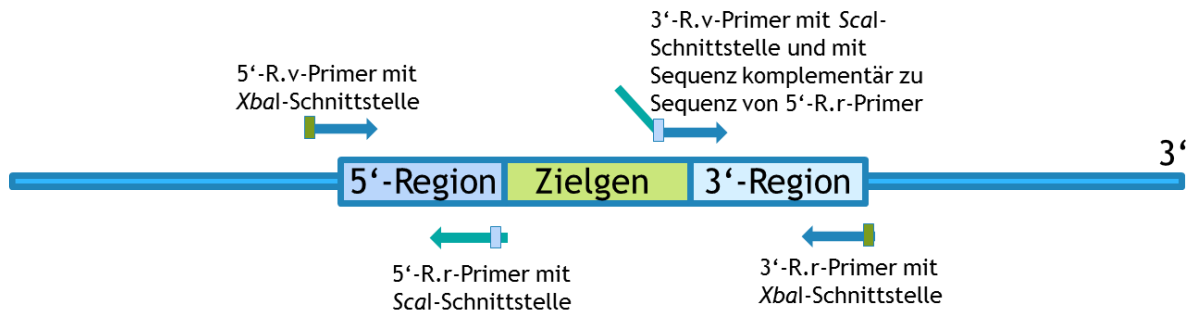 3‘-R.v-Primer mit ScaI-
Schnittstelle und mit
Sequenz komplementär zu
Sequenz von 5‘-R.r-Primer
5‘-R.v-Primer mit
XbaI-Schnittstelle
3‘
5‘-Region
Zielgen
3‘-Region
5‘-R.r-Primer mit
ScaI-Schnittstelle
3‘-R.r-Primer mit
XbaI-Schnittstelle